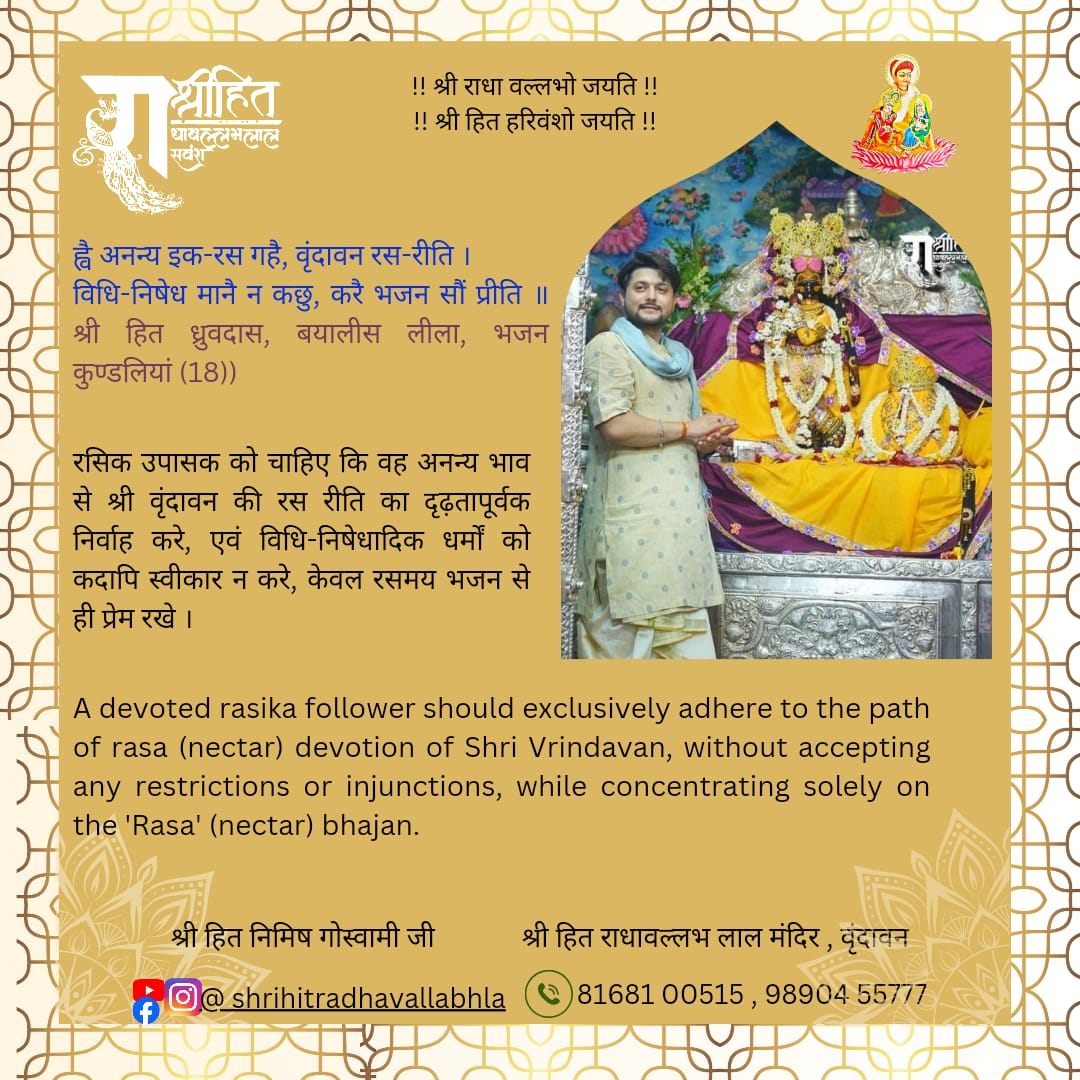 !! श्री राधा वल्लभो जयति !!
!! श्री हित हरिवंशो जयति !!
श्रीहित
ह्वै अनन्य इक-रस गहै, वृंदावन रस-रीति ।
विधि-निषेध मानै न कछु, करै भजन सौं प्रीति ॥
श्री हित ध्रुवदास, बयालीस लीला, भजन
कुण्डलियां (18))
रसिक उपासक को चाहिए कि वह अनन्य भाव
से श्री वृंदावन की रस रीति का दृढ़तापूर्वक
निर्वाह करे, एवं विधि-निषेधादिक धर्मों को
कदापि स्वीकार न करे, केवल रसमय भजन से
ही प्रेम रखे ।
A devoted rasika follower should exclusively adhere to the path
of rasa (nectar) devotion of Shri Vrindavan, without accepting
any restrictions or injunctions, while concentrating solely on
the 'Rasa' (nectar) bhajan.
श्री हित निमिष गोस्वामी जी
श्री हित राधावल्लभ लाल मंदिर , वृंदावन
@ shrihitradhavallabhla
81681 00515 , 98904 55777